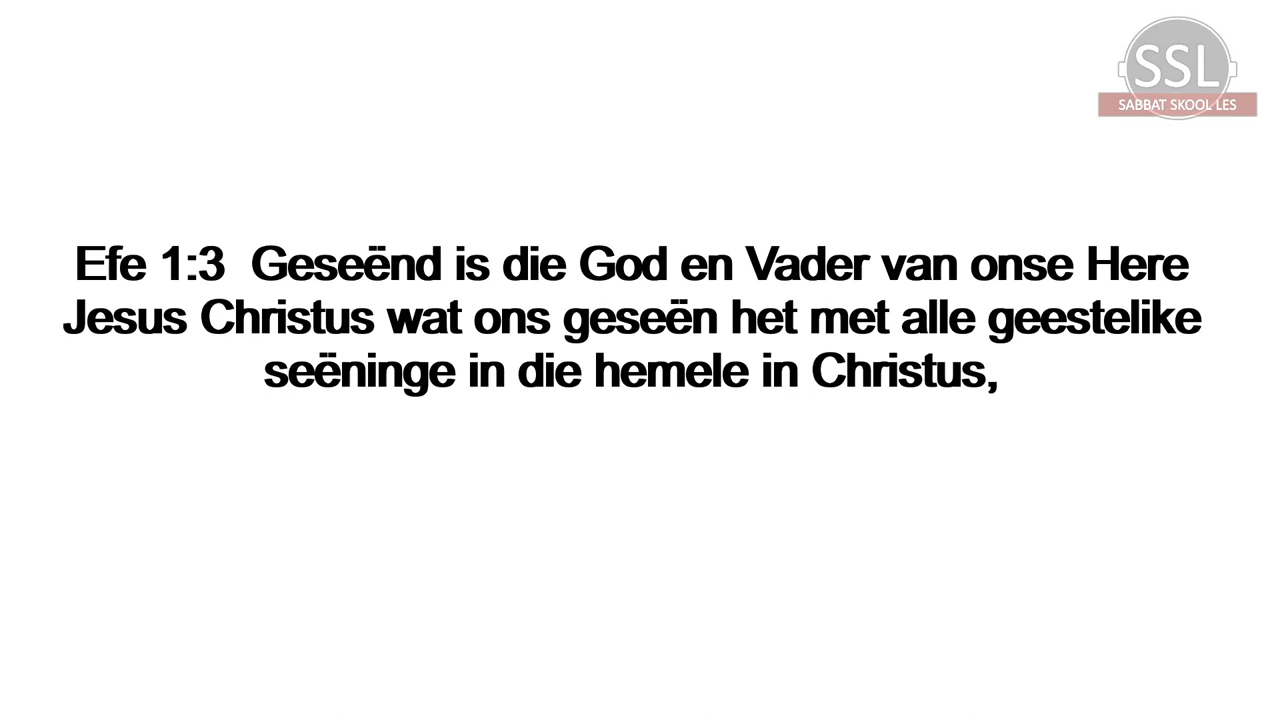 SSL
SABBAT SKOOL LES
Efe 1:3  Geseënd is die God en Vader van onse Here
Jesus Christus wat ons geseën het met alle geestelike
seëninge in die hemele in Christus,